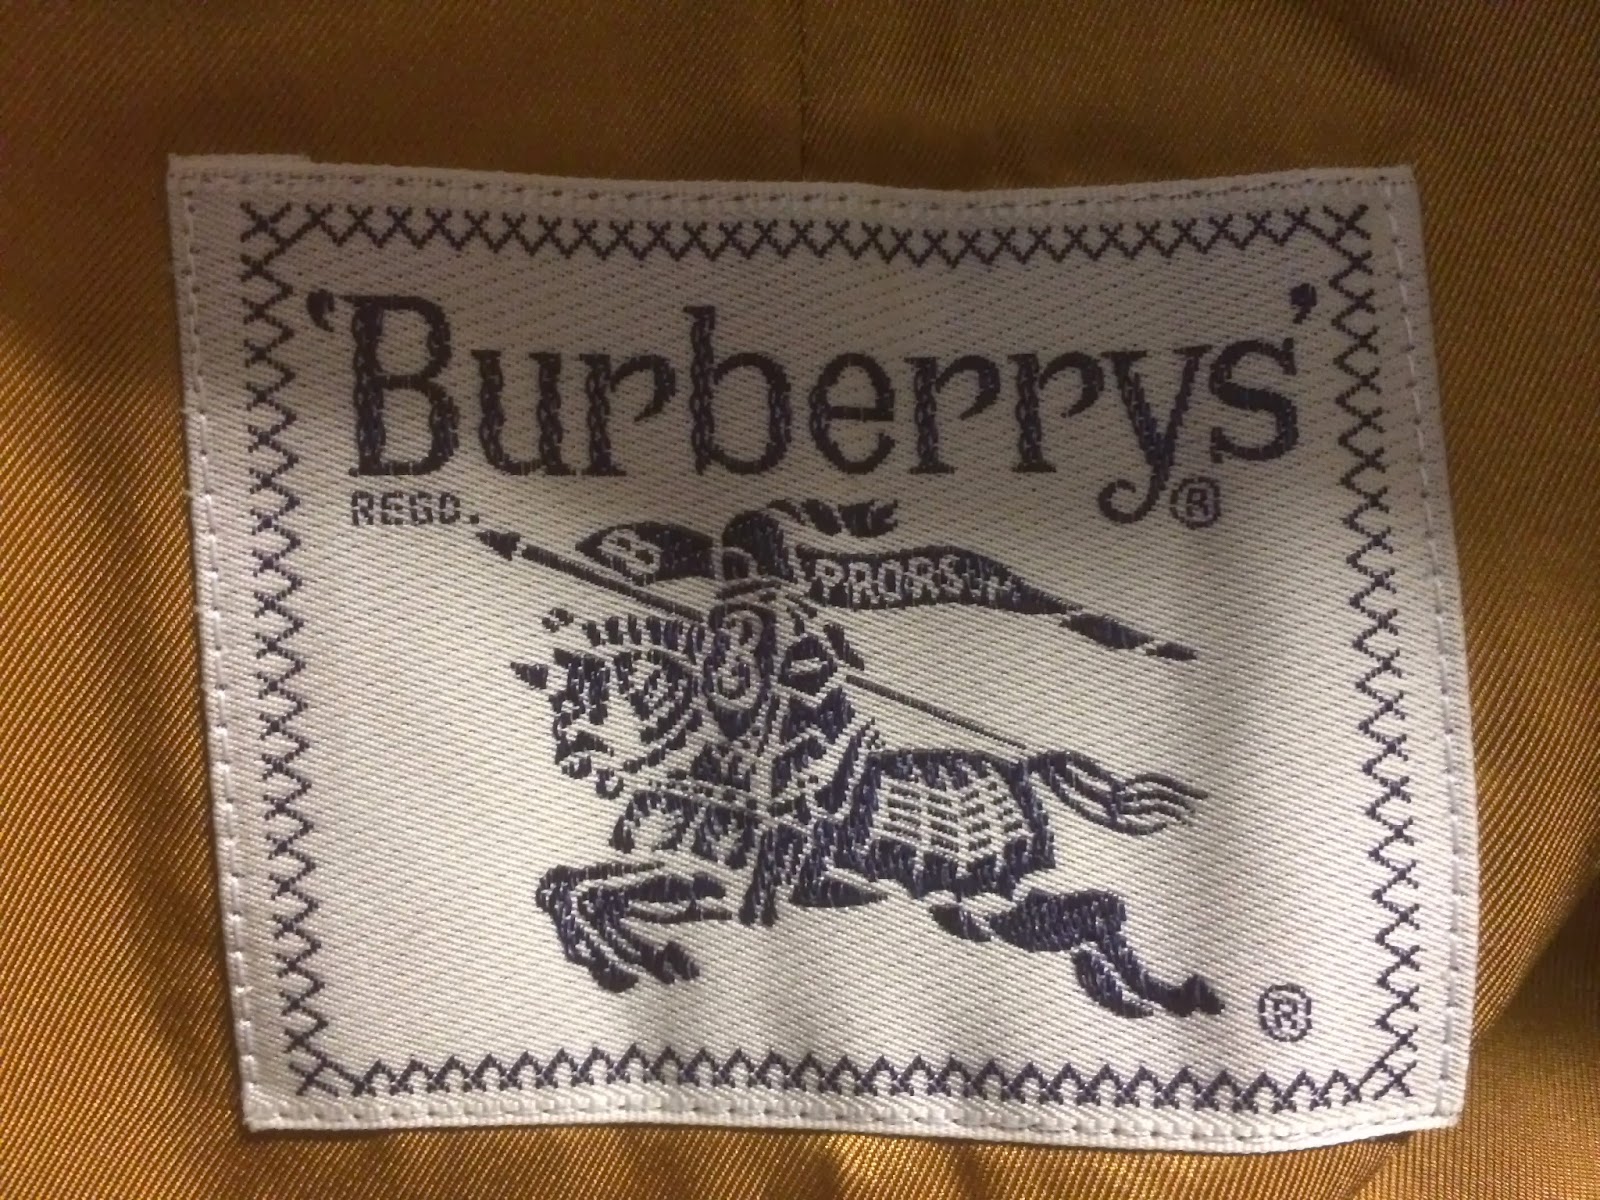 'Burberrys'
REGD. ®
B PRORSUM
B
®